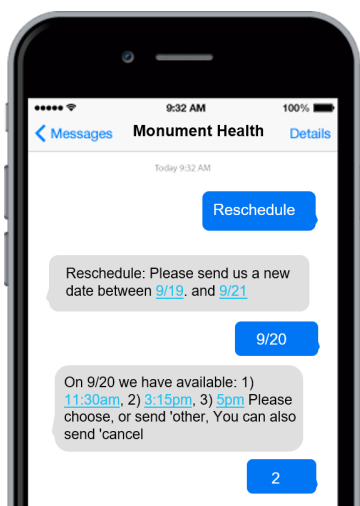 9:32 AM
100%
Messages
Monument Health
Details
Today 9:32 AM
Reschedule
Reschedule: Please send us a new
date between 9/19. and 9/21
9/20
On 9/20 we have available: 1)
11:30am, 2) 3:15pm, 3) 5pm Please
choose, or send 'other, You can also
send 'cancel
2